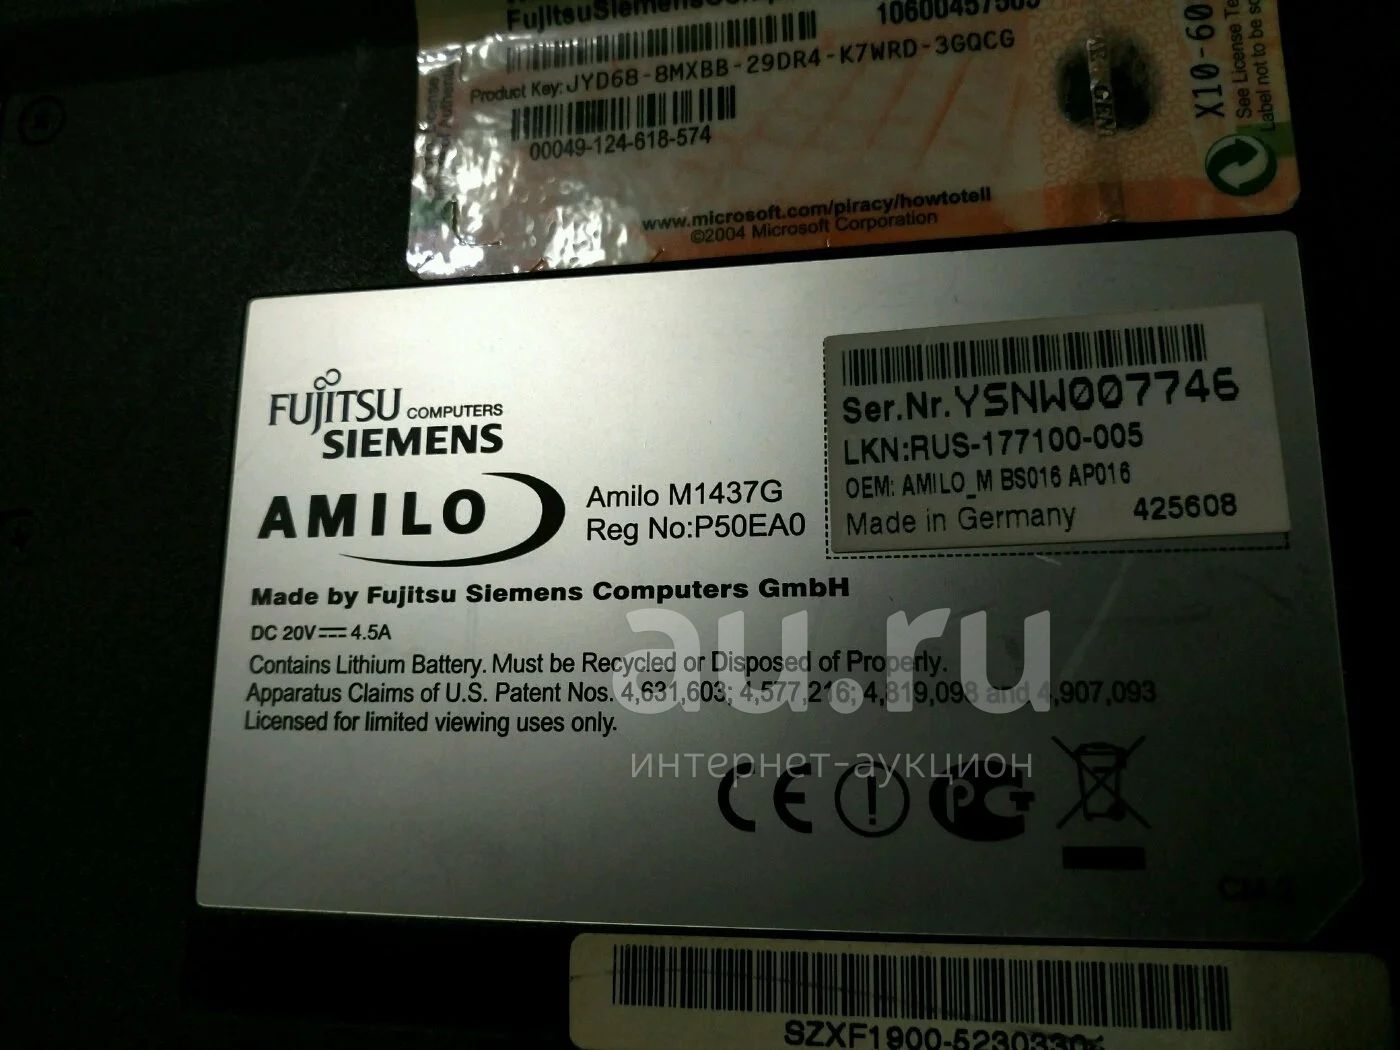 FujitsuSiemens
Product Key: JYD68-8MXBB-29DR4-K7WRD-3GQCG
00049-124-618-574
www.microsoft.com/piracy/howtotell
©2004 Microsoft Corporation
X10-60
See License Te
Label not to be so
FUJITSU COMPUTERS
SIEMENS
AMILO
Amilo M1437G
Reg No:P50EA0
Ser.Nr.YSNW007746
LKN:RUS-177100-005
OEM: AMILO_M BS016 AP016
Made in Germany 425608
Made by Fujitsu Siemens Computers GmbH
DC 20V 4.5A
Contains Lithium Battery. Must be Recycled or Disposed of Properly.
Apparatus Claims of U.S. Patent Nos. 4,631,603; 4,577,216; 4,819,098 and 4,907,093
Licensed for limited viewing uses only.
au.ru
интернет-аукцион
CE
SZXF1900-5230330